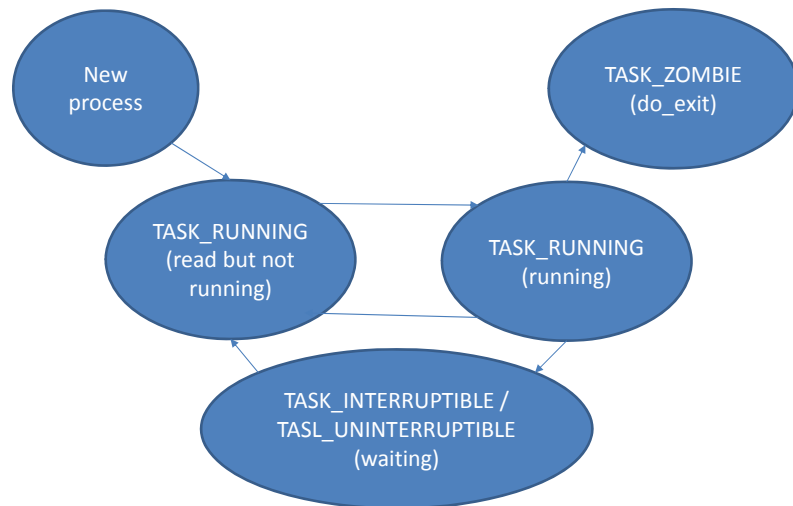 New
process
TASK_ZOMBIE
(do_exit)
TASK_RUNNING
(read but not
running)
TASK_RUNNING
(running)
TASK_INTERRUPTIBLE /
TASL_UNINTERRUPTIBLE
(waiting)